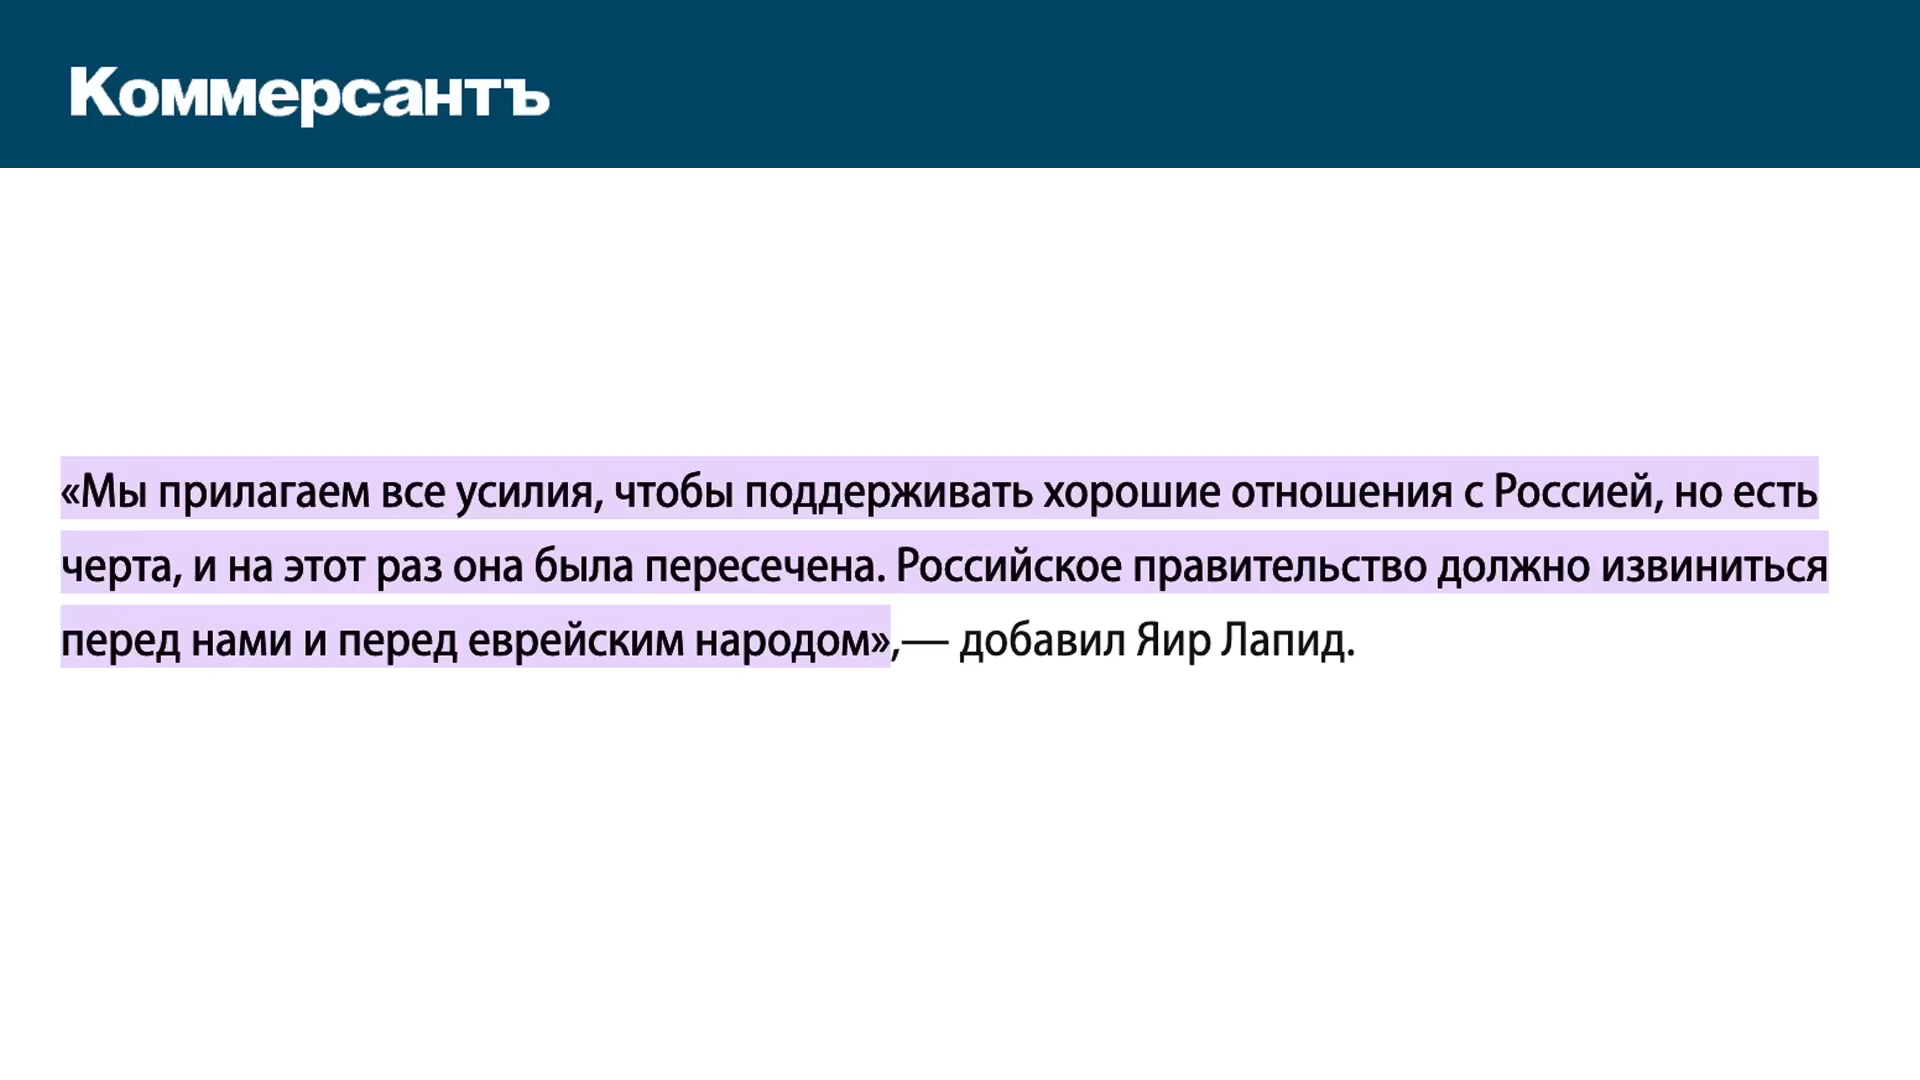 Коммерсантъ
«Мы прилагаем все усилия, чтобы поддерживать хорошие отношения с Россией, но есть
черта, и на этот раз она была пересечена. Российское правительство должно извиниться
перед нами и перед еврейским народом»,— добавил Яир Лапид.